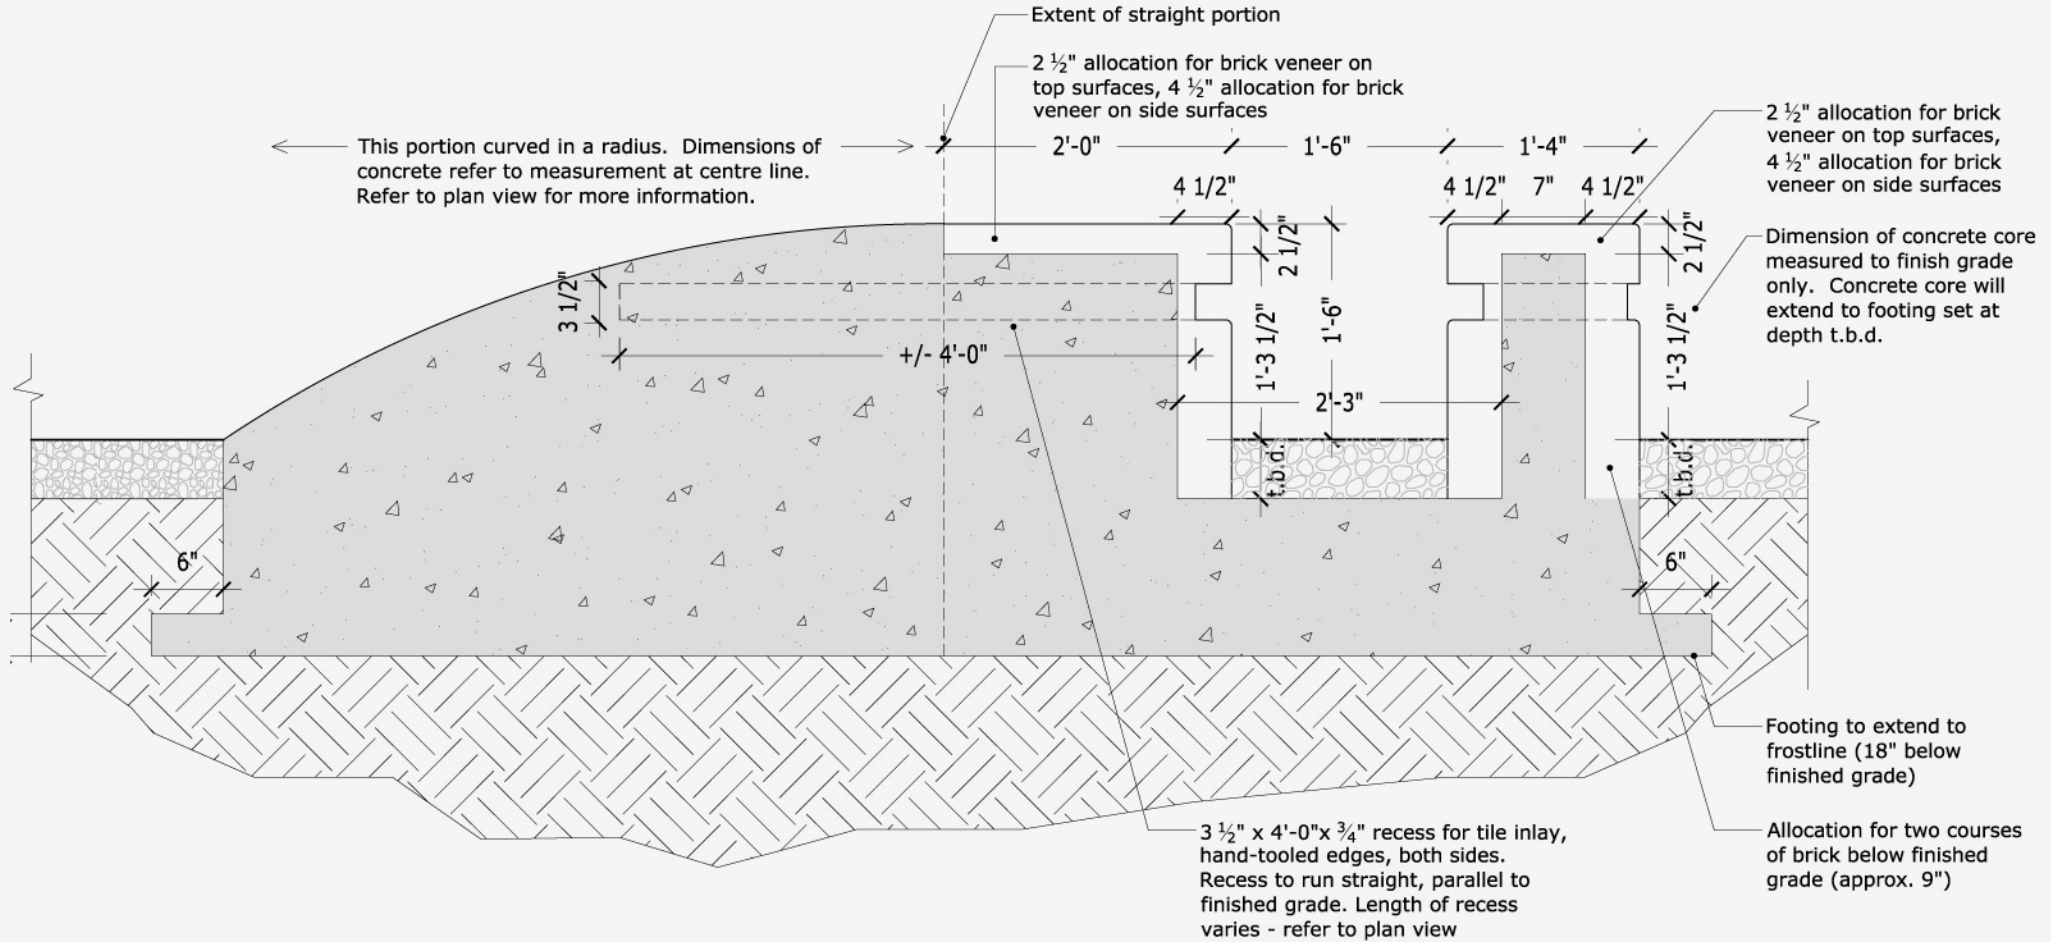 Extent of straight portion
2 ½" allocation for brick veneer on
top surfaces, 4 ½" allocation for brick
veneer on side surfaces
2 ½" allocation for brick
veneer on top surfaces,
4 ½" allocation for brick
veneer on side surfaces
This portion curved in a radius.  Dimensions of
concrete refer to measurement at centre line.
Refer to plan view for more information.
2'-0"
1'-6"
1'-4"
4 1/2"
4 1/2"
7"
4 1/2"
2 1/2"
2 1/2"
Dimension of concrete core
measured to finish grade
only.  Concrete core will
extend to footing set at
depth t.b.d.
3 1/2"
1'-3 1/2"
1'-6"
1'-3 1/2"
+/- 4'-0"
2'-3"
t.b.d.
t.b.d.
6"
6"
Footing to extend to
frostline (18" below
finished grade)
3 ½" x 4'-0"x ¾" recess for tile inlay,
hand-tooled edges, both sides.
Recess to run straight, parallel to
finished grade. Length of recess
varies - refer to plan view
Allocation for two courses
of brick below finished
grade (approx. 9")